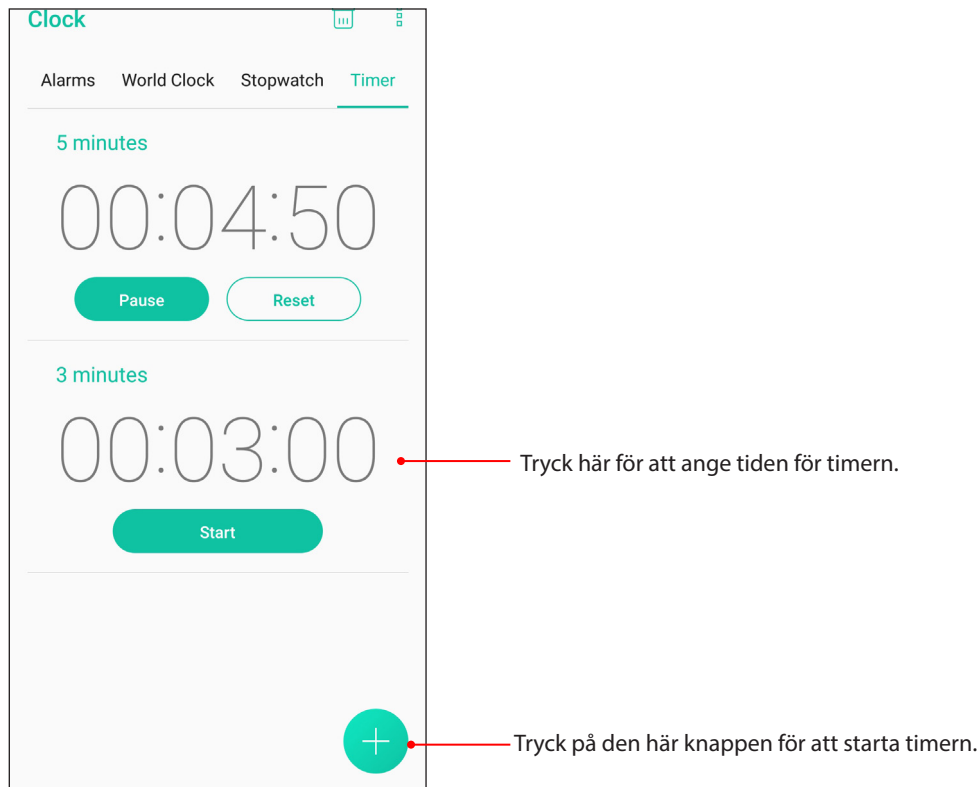 Clock
Alarms World Clock Stopwatch Timer
5 minutes
00:04:50
Pause Reset
3 minutes
00:03:00
Tryck här för att ange tiden för timern.
Start
Tryck på den här knappen för att starta timern.